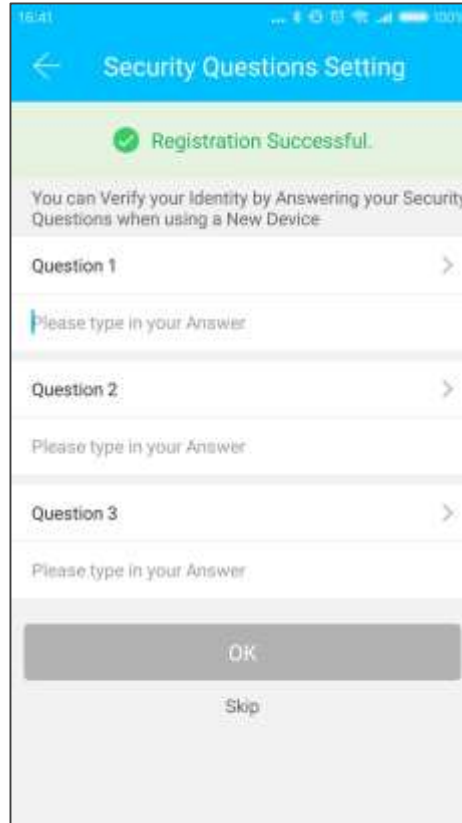 16:41 ... 100%
Security Questions Setting
Registration Successful.
You can Verify your Identity by Answering your Security
Questions when using a New Device
Question 1
Please type in your Answer
Question 2
Please type in your Answer
Question 3
Please type in your Answer
OK
Skip